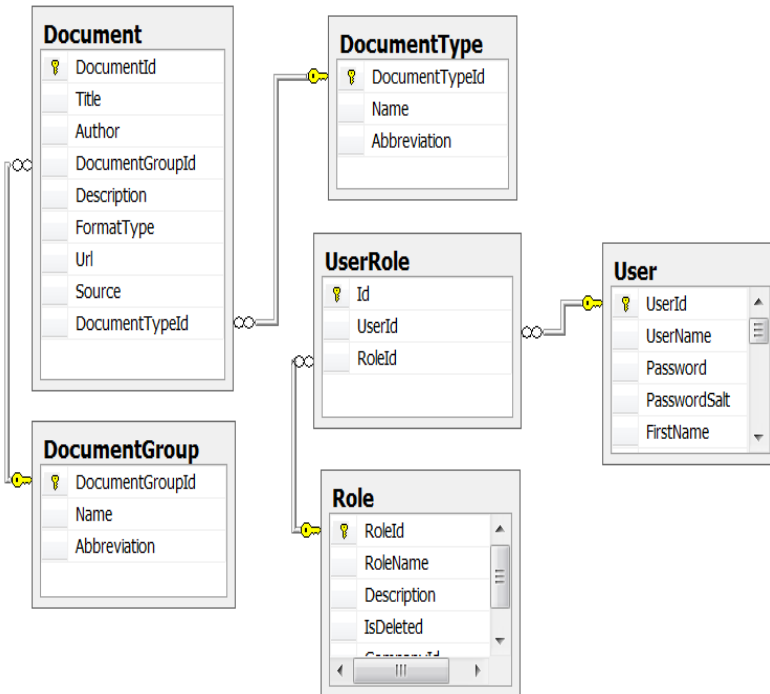 Document
DocumentId
Title
Author
DocumentGroupId
Description
FormatType
Url
Source
DocumentTypeId
DocumentType
DocumentTypeId
Name
Abbreviation
UserRole
Id
UserId
RoleId
User
UserId
UserName
Password
PasswordSalt
FirstName
DocumentGroup
DocumentGroupId
Name
Abbreviation
Role
RoleId
RoleName
Description
IsDeleted
CompanyId